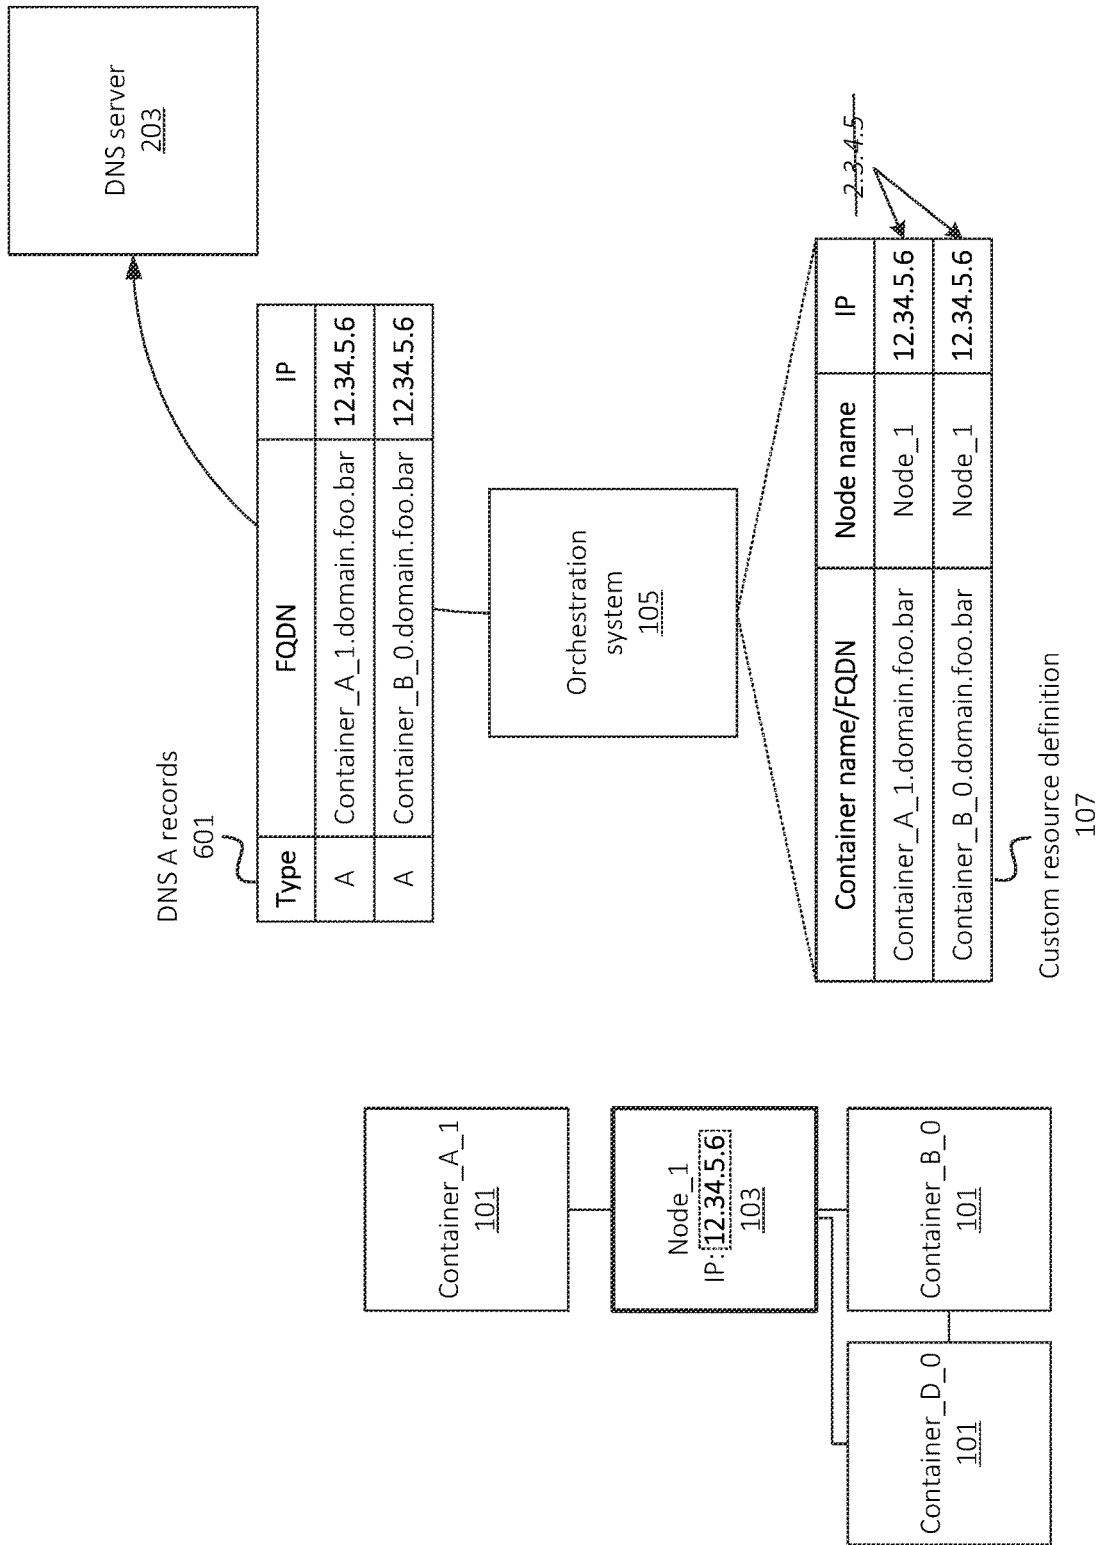 DNS server
203
DNS A records
601
Type FQDN IP
A Container_A_1.domain.foo.bar 12.34.5.6
A Container_B_0.domain.foo.bar 12.34.5.6
Container_A_1
101
Orchestration
system
105
Node_1
IP: 12.34.5.6
103
2.3.4.5
Container name/FQDN Node name IP
Container_A_1.domain.foo.bar Node_1 12.34.5.6
Container_B_0.domain.foo.bar Node_1 12.34.5.6
Container_D_0
101
Container_B_0
101
Custom resource definition
107